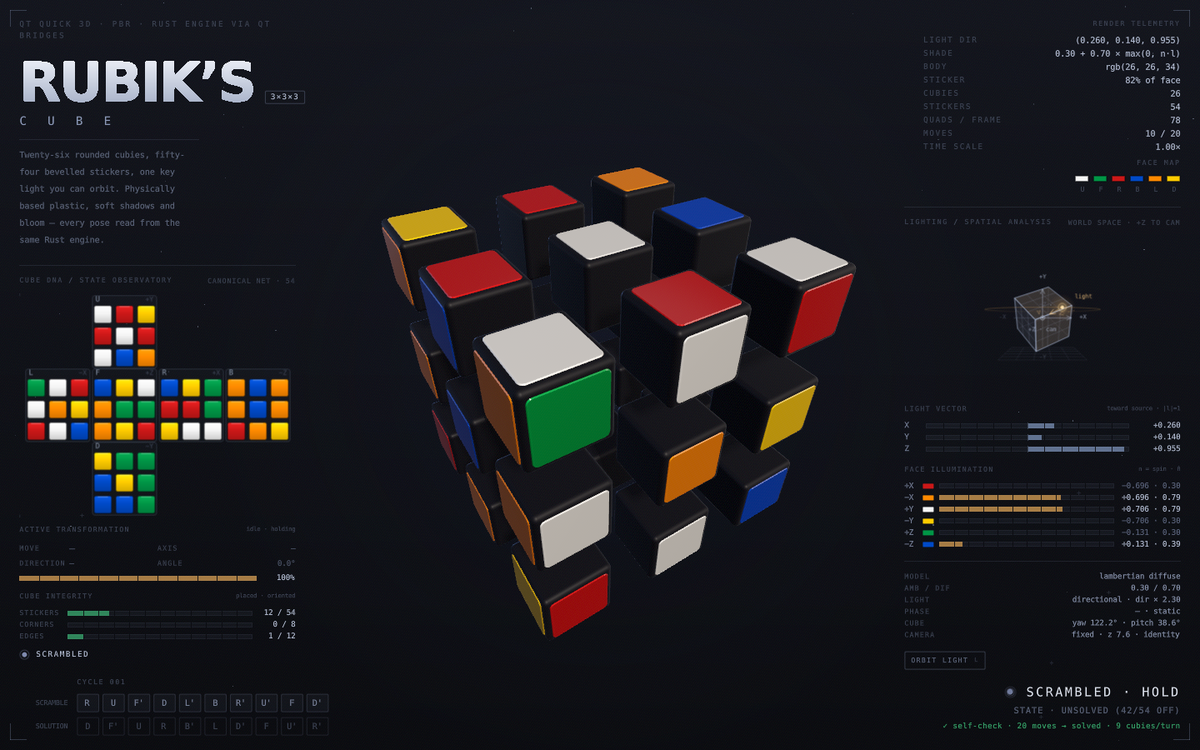 QT QUICK 3D · PBR · RUST ENGINE VIA QT
BRIDGES
RUBIK'S
3×3×3
CUBE
Twenty-six rounded cubies, fifty-
four bevelled stickers, one key
light you can orbit. Physically
based plastic, soft shadows and
bloom — every pose read from the
same Rust engine.
CUBE DNA / STATE OBSERVATORY CANONICAL NET · 54
U +Y
L -X F +Z R B -Z
D
ACTIVE TRANSFORMATION idle · holding
MOVE — AXIS —
DIRECTION — ANGLE 0.0°
100%
CUBE INTEGRITY placed · oriented
STICKERS 12 / 54
CORNERS 0 / 8
EDGES 1 / 12
SCRAMBLED
CYCLE 001
SCRAMBLE R U F' D L' B R' U' F D'
SOLUTION D F' U R B' L D' F U' R'
RENDER TELEMETRY
LIGHT DIR (0.260, 0.140, 0.955)
SHADE 0.30 + 0.70 × max(0, n·l)
BODY rgb(26, 26, 34)
STICKER 82% of face
CUBIES 26
STICKERS 54
QUADS / FRAME 78
MOVES 10 / 20
TIME SCALE 1.00×
FACE MAP
U F R B L D
LIGHTING / SPATIAL ANALYSIS WORLD SPACE · +Z TO CAM
+Y
light
+X
LIGHT VECTOR toward source · |l|=1
X +0.260
Y +0.140
Z +0.955
FACE ILLUMINATION n = spin · B
+X −0.696 · 0.30
−X +0.696 · 0.79
+Y +0.706 · 0.79
−Y −0.706 · 0.30
+Z −0.131 · 0.30
−Z +0.131 · 0.39
MODEL lambertian diffuse
AMB / DIF 0.30 / 0.70
LIGHT directional · dir × 2.30
PHASE — · static
CUBE yaw 122.2° · pitch 38.6°
CAMERA fixed · z 7.6 · identity
ORBIT LIGHT L
SCRAMBLED · HOLD
STATE · UNSOLVED (42/54 OFF)
✓ self-check · 20 moves → solved · 9 cubies/turn